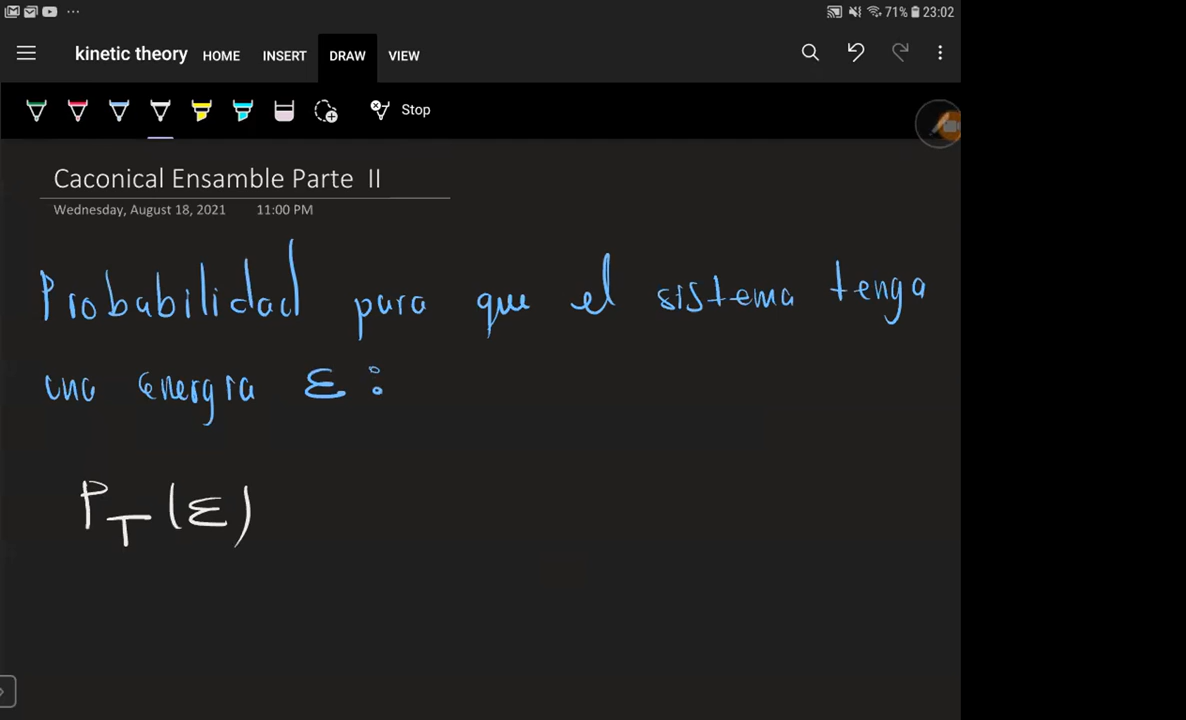 71% 23:02
kinetic theory HOME INSERT DRAW VIEW
Stop
Caconical Ensamble Parte II
Wednesday, August 18, 2021 11:00 PM
Probabilidad para que el sistema tenga
una energia ε:
P_T(ε)